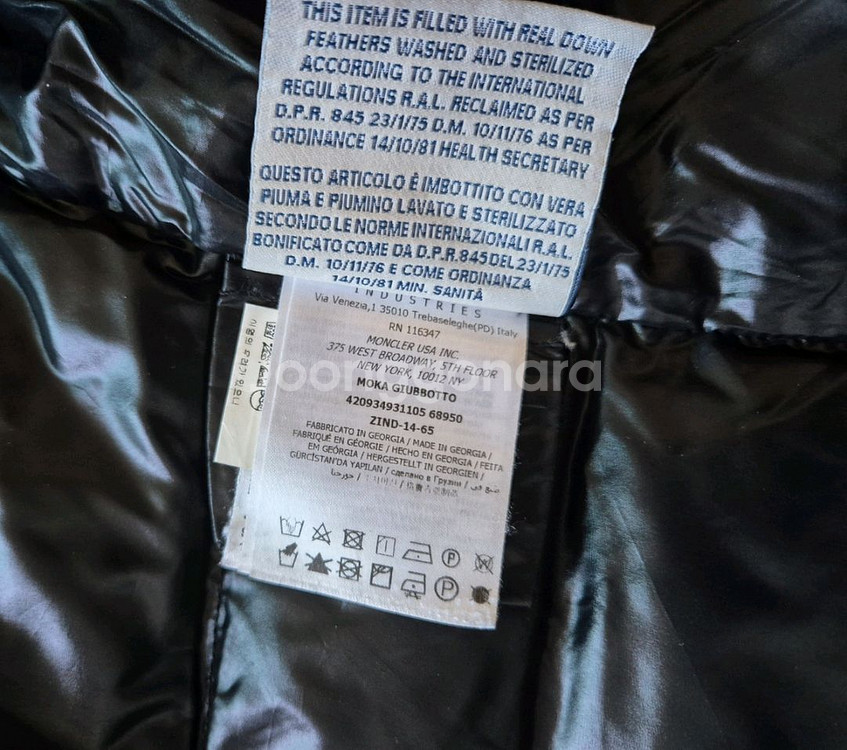 THIS ITEM IS FILLED WITH REAL DOWN
FEATHERS WASHED AND STERILIZED
ACCORDING TO THE INTERNATIONAL
REGULATIONS R.A.L. RECLAIMED AS PER
D.P.R. 845 23/1/75 D.M. 10/11/76 AS PER
ORDINANCE 14/10/81 HEALTH SECRETARY
QUESTO ARTICOLO È IMBOTTITO CON VERA
PIUMA E PIUMINO LAVATO E STERILIZZATO
SECONDO LE NORME INTERNAZIONALI R.A.L.
BONIFICATO COME DA D.P.R. 845 DEL 23/1/75
D.M. 10/11/76 E COME ORDINANZA
14/10/81 MIN. SANITÁ
INDUSTRIES
Via Venezia,1 35010 Trebaseleghe(PD) Italy
RN 116347
MONCLER USA INC.
375 WEST BROADWAY, 5TH FLOOR
NEW YORK, 10012 NY
MOKA GIUBBOTTO
420934931105 68950
ZIND-14-65
FABBRICATO IN GEORGIA / MADE IN GEORGIA /
FABRIQUÉ EN GÉORGIE / HECHO EN GEORGIA / FEITA
EM GEÓRGIA / HERGESTELLT IN GEORGIEN /
GÜRCİSTAN'DA YAPILAN / сделано в Грузии /